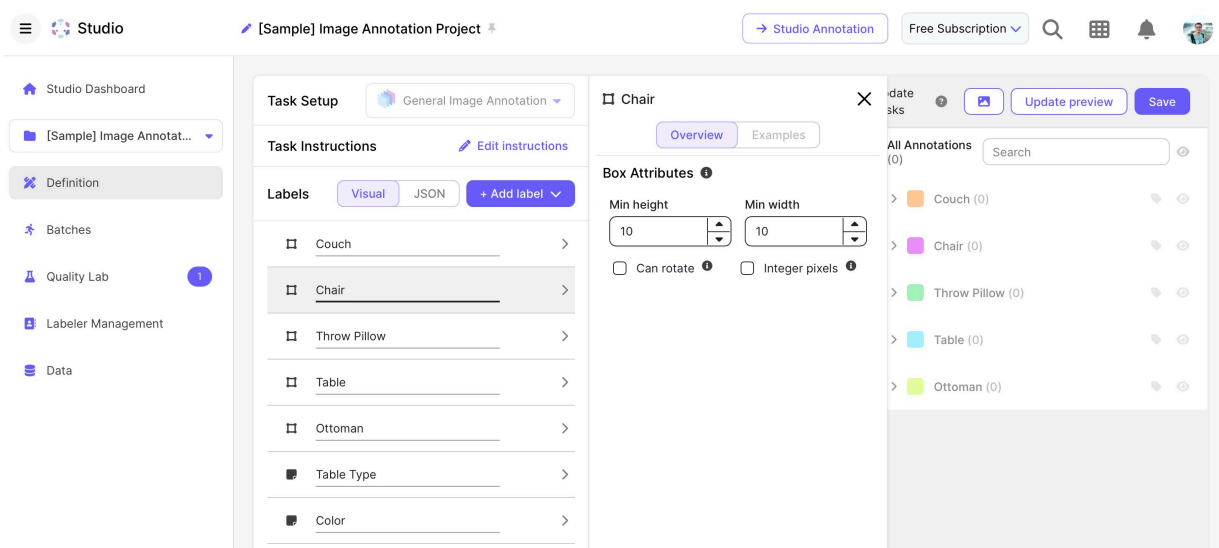 Studio
[Sample] Image Annotation Project
→ Studio Annotation
Free Subscription
Studio Dashboard
[Sample] Image Annotat...
Definition
Batches
Quality Lab
1
Labeler Management
Data
Task Setup
General Image Annotation
Task Instructions
Edit instructions
Labels
Visual
JSON
+ Add label
Couch
Chair
Throw Pillow
Table
Ottoman
Table Type
Color
Chair
Overview
Examples
Box Attributes
Min height
Min width
10
10
Can rotate
Integer pixels
Update preview
Save
All Annotations
(0)
Search
Couch (0)
Chair (0)
Throw Pillow (0)
Table (0)
Ottoman (0)